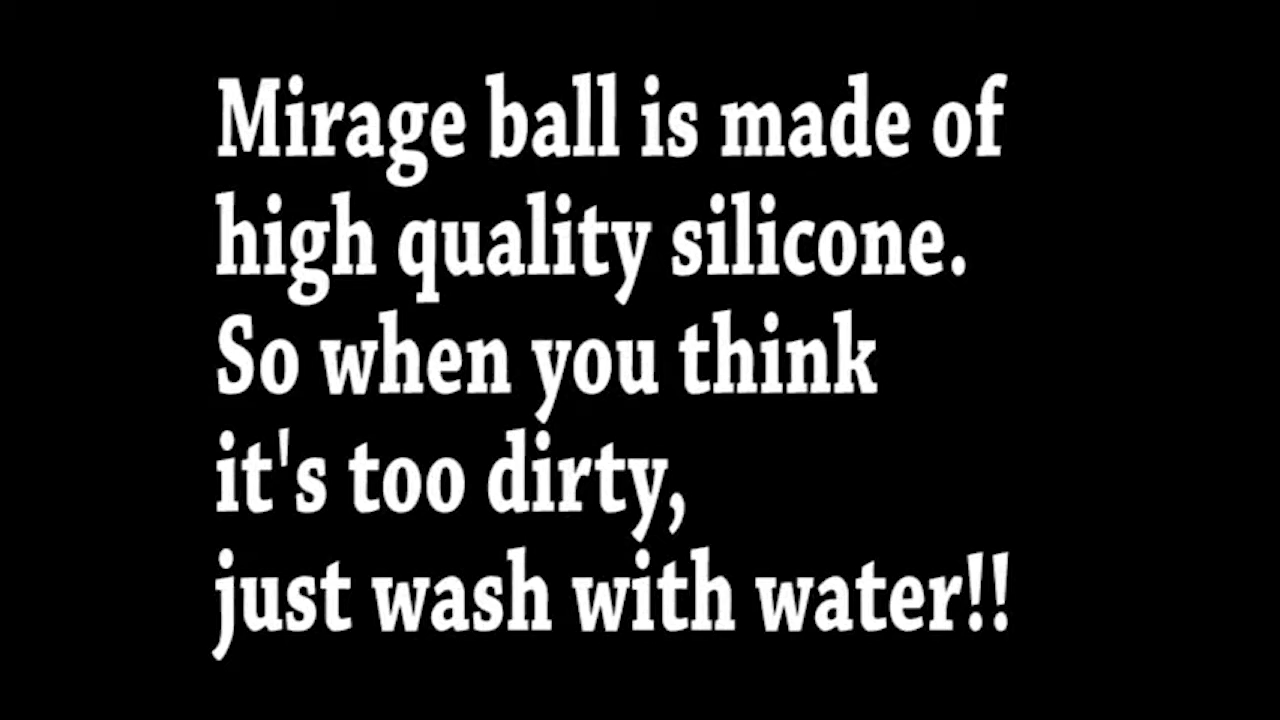 Mirage ball is made of
high quality silicone.
So when you think
it's too dirty,
just wash with water!!